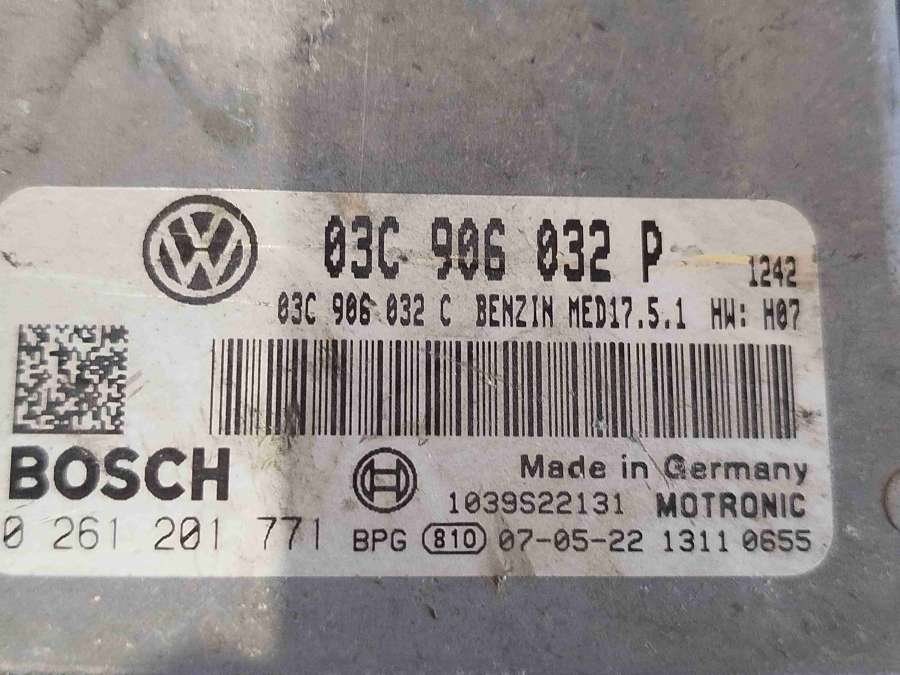 03C 906 032 P 1242
03C 906 032 C BENZIN MED17.5.1 HW: H07
BOSCH
Made in Germany
1039S22131 MOTRONIC
0 261 201 771 BPG 810 07-05-22 1311 0655